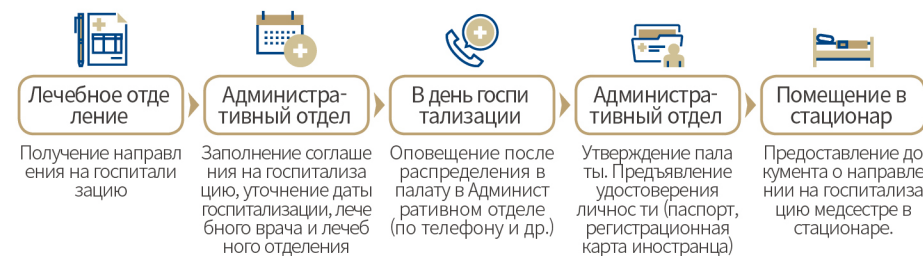 Лечебное отде
ление
Администра-
тивный отдел
В день госпи
тализации
Администра-
тивный отдел
Помещение в
стационар
Получение направл
ения на госпитали
зацию
Заполнение соглаше
ния на госпитализа
цию, уточнение даты
госпитализации, лече
бного врача и лечеб
ного отделения
Оповещение после
распределения в
палату в Админист
ративном отделе
(по телефону и др.)
Утверждение пала
ты. Предъявление
удостоверения
личнос ти (паспорт,
регистрационная
карта иностранца)
Предоставление до
кумента о направле
нии на госпитализа
цию медсестре в
стационаре.